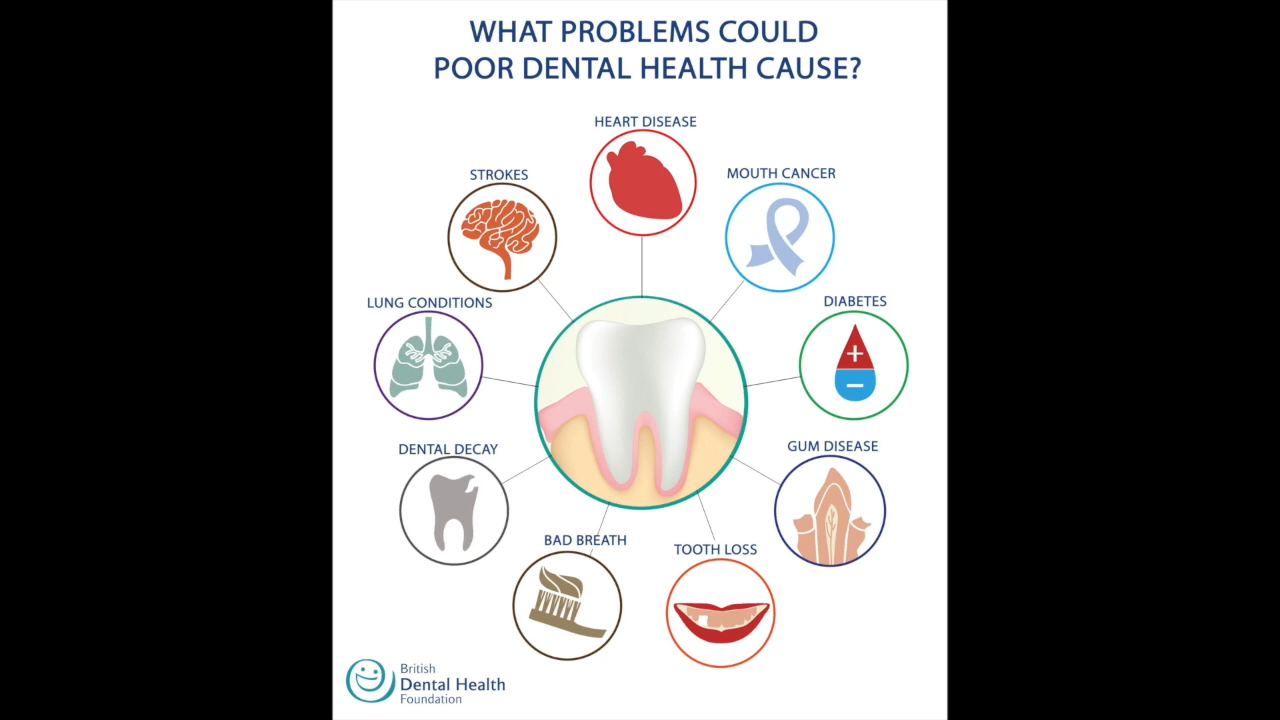 WHAT PROBLEMS COULD
POOR DENTAL HEALTH CAUSE?
HEART DISEASE
STROKES
MOUTH CANCER
LUNG CONDITIONS
DIABETES
+
−
DENTAL DECAY
GUM DISEASE
BAD BREATH
TOOTH LOSS
British
Dental Health
Foundation